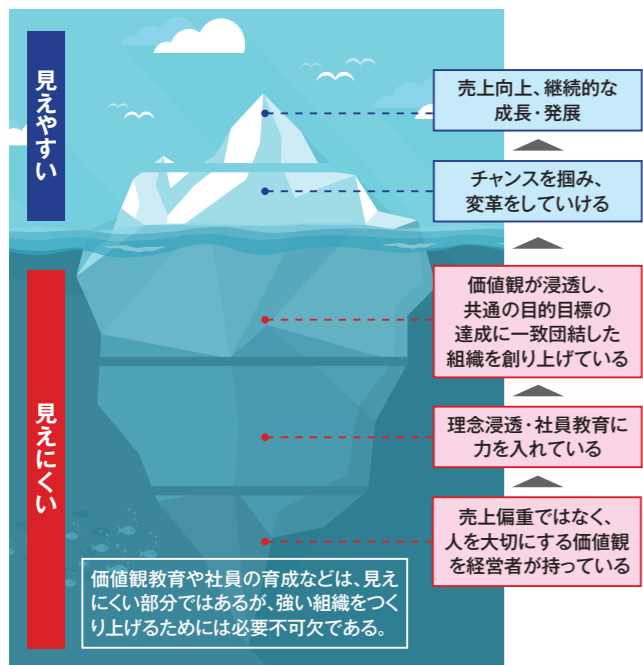 見えやすい
売上向上、継続的な
成長・発展
チャンスを掴み、
変革をしていける
見えにくい
価値観が浸透し、
共通の目的目標の
達成に一致団結した
組織を創り上げている
理念浸透・社員教育に
力を入れている
売上偏重ではなく、
人を大切にする価値観
を経営者が持っている
価値観教育や社員の育成などは、見え
にくい部分ではあるが、強い組織をつく
り上げるためには必要不可欠である。